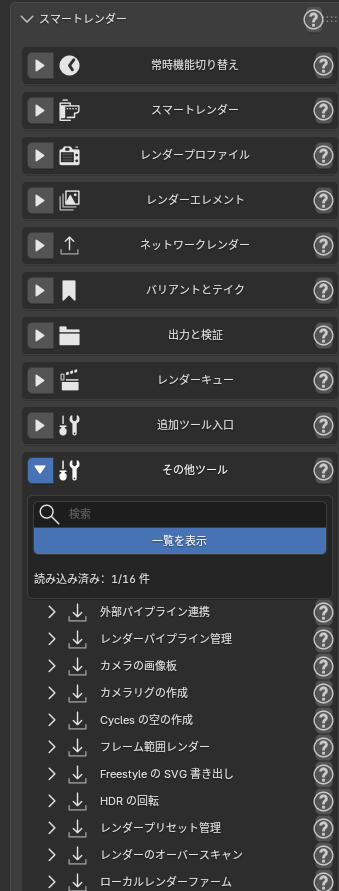 スマートレンダー
常時機能切り替え
スマートレンダー
レンダープロファイル
レンダーエレメント
ネットワークレンダー
バリアントとテイク
出力と検証
レンダーキュー
追加ツール入口
その他ツール
検索
一覧を表示
読み込み済み: 1/16 件
外部パイプライン連携
レンダーパイプライン管理
カメラの画像板
カメラリグの作成
Cycles の空の作成
フレーム範囲レンダー
Freestyle の SVG 書き出し
HDR の回転
レンダープリセット管理
レンダーのオーバースキャン
ローカルレンダーファーム